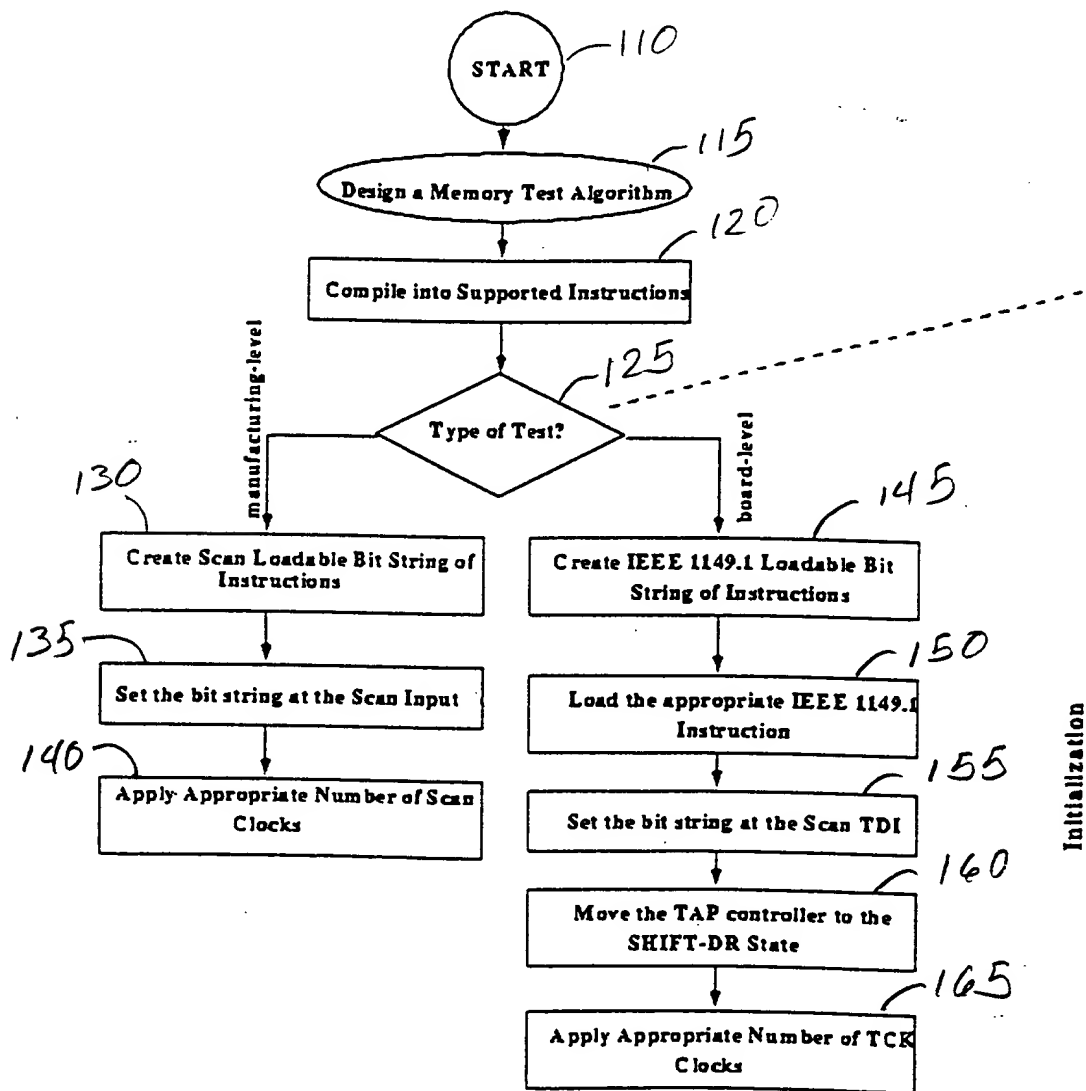 START
110
115
Design a Memory Test Algorithm
120
Compile into Supported Instructions
125
Type of Test?
manufacturing-level
board-level
130
Create Scan Loadable Bit String of
Instructions
145
Create IEEE 1149.1 Loadable Bit
String of Instructions
135
Set the bit string at the Scan Input
150
Load the appropriate IEEE 1149.1
Instruction
140
Apply Appropriate Number of Scan
Clocks
155
Set the bit string at the Scan TDI
160
Move the TAP controller to the
SHIFT-DR State
165
Apply Appropriate Number of TCK
Clocks
Initialization